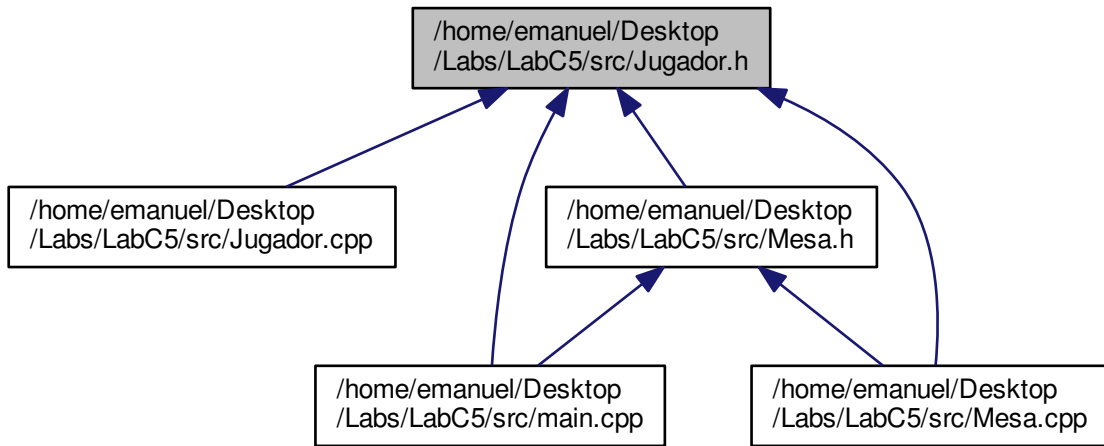 /home/emanuel/Desktop
/Labs/LabC5/src/Jugador.h
/home/emanuel/Desktop
/Labs/LabC5/src/Jugador.cpp
/home/emanuel/Desktop
/Labs/LabC5/src/Mesa.h
/home/emanuel/Desktop
/Labs/LabC5/src/main.cpp
/home/emanuel/Desktop
/Labs/LabC5/src/Mesa.cpp